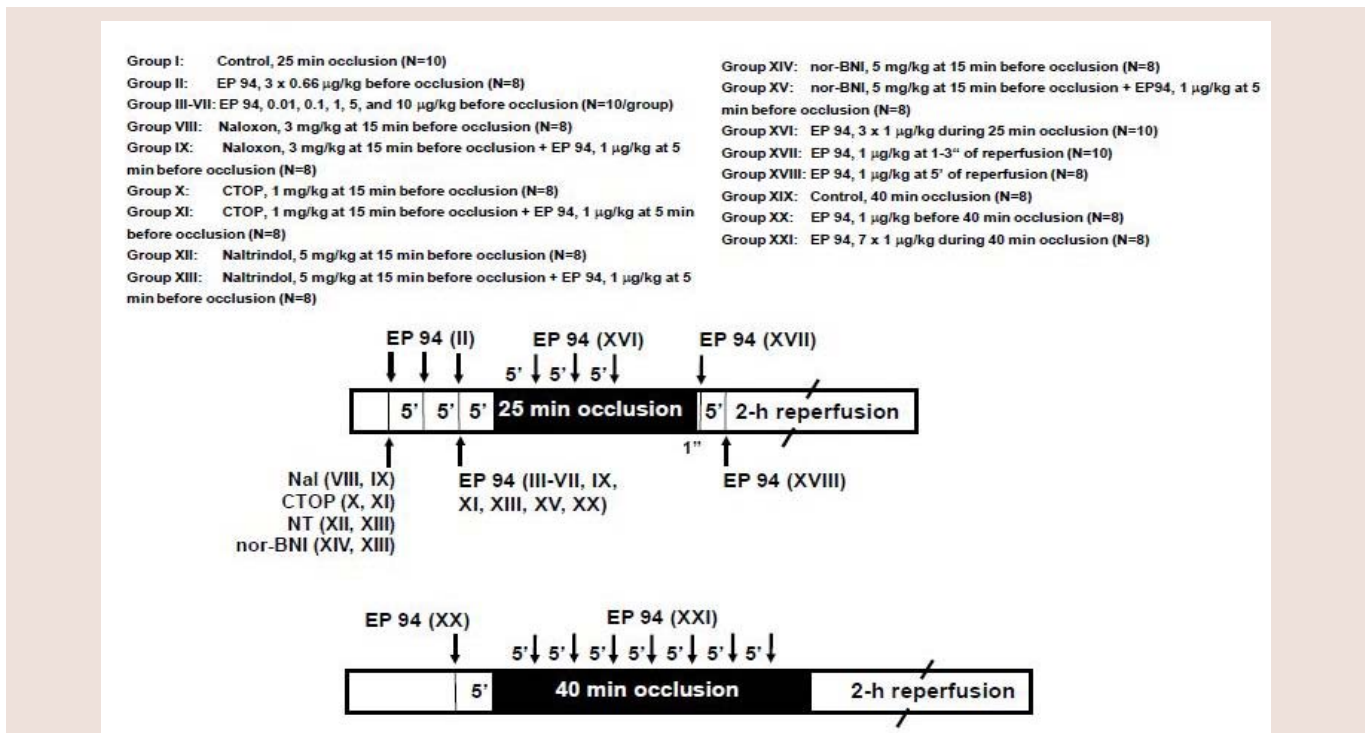 Group I: Control, 25 min occlusion (N=10)
Group II: EP 94, 3 x 0.66 µg/kg before occlusion (N=8)
Group III-VII: EP 94, 0.01, 0.1, 1, 5, and 10 µg/kg before occlusion (N=10/group)
Group VIII: Naloxon, 3 mg/kg at 15 min before occlusion (N=8)
Group IX: Naloxon, 3 mg/kg at 15 min before occlusion + EP 94, 1 µg/kg at 5
min before occlusion (N=8)
Group X: CTOP, 1 mg/kg at 15 min before occlusion (N=8)
Group XI: CTOP, 1 mg/kg at 15 min before occlusion + EP 94, 1 µg/kg at 5 min
before occlusion (N=8)
Group XII: Naltrindol, 5 mg/kg at 15 min before occlusion (N=8)
Group XIII: Naltrindol, 5 mg/kg at 15 min before occlusion + EP 94, 1 µg/kg at 5
min before occlusion (N=8)
Group XIV: nor-BNI, 5 mg/kg at 15 min before occlusion (N=8)
Group XV: nor-BNI, 5 mg/kg at 15 min before occlusion + EP94, 1 µg/kg at 5
min before occlusion (N=8)
Group XVI: EP 94, 3 x 1 µg/kg during 25 min occlusion (N=10)
Group XVII: EP 94, 1 µg/kg at 1-3“ of reperfusion (N=10)
Group XVIII: EP 94, 1 µg/kg at 5’ of reperfusion (N=8)
Group XIX: Control, 40 min occlusion (N=8)
Group XX: EP 94, 1 µg/kg before 40 min occlusion (N=8)
Group XXI: EP 94, 7 x 1 µg/kg during 40 min occlusion (N=8)
EP 94 (II) EP 94 (XVI) EP 94 (XVII)
5’ 5’ 5’
5’ 5’ 5’ 25 min occlusion 5’ 2-h reperfusion
1”
Nal (VIII, IX)
CTOP (X, XI)
NT (XII, XIII)
nor-BNI (XIV, XIII)
EP 94 (III-VII, IX,
XI, XIII, XV, XX)
EP 94 (XVIII)
EP 94 (XX) EP 94 (XXI)
5’ 5’ 5’ 5’ 5’ 5’ 5’
5’ 40 min occlusion 2-h reperfusion